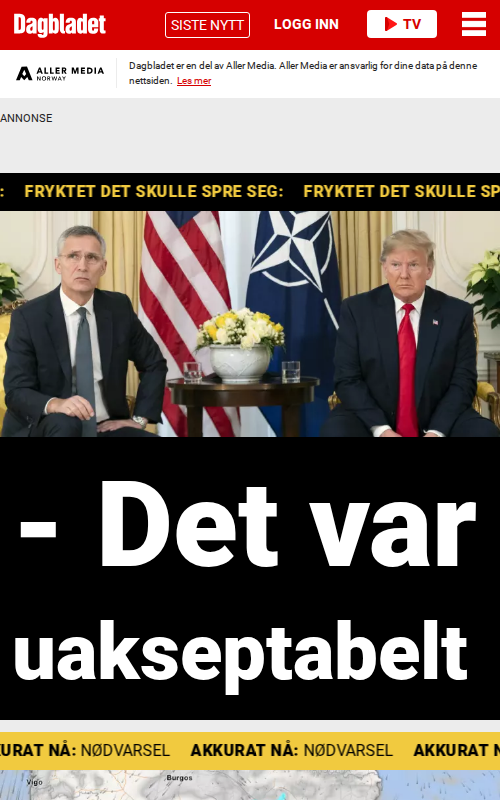 Dagbladet
SISTE NYTT
LOGG INN
TV
ALLER MEDIA
NORWAY
Dagbladet er en del av Aller Media. Aller Media er ansvarlig for dine data på denne
nettsiden. Les mer
ANNONSE
: FRYKTET DET SKULLE SPRE SEG: FRYKTET DET SKULLE SP
- Det var
uakseptabelt
URAT NÅ: NØDVARSEL AKKURAT NÅ: NØDVARSEL AKKURAT N
Vigo
Burgos